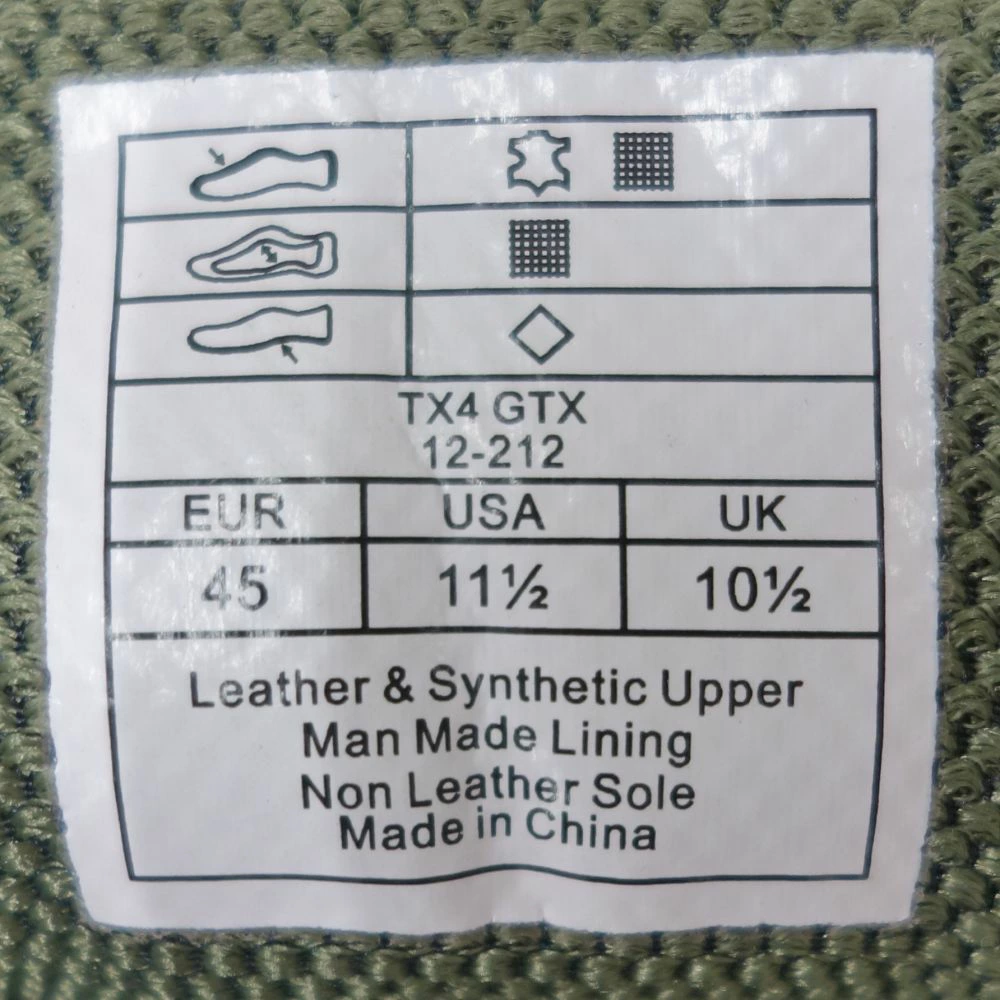 TX4 GTX
12-212
EUR USA UK
45 11½ 10½
Leather & Synthetic Upper
Man Made Lining
Non Leather Sole
Made in China